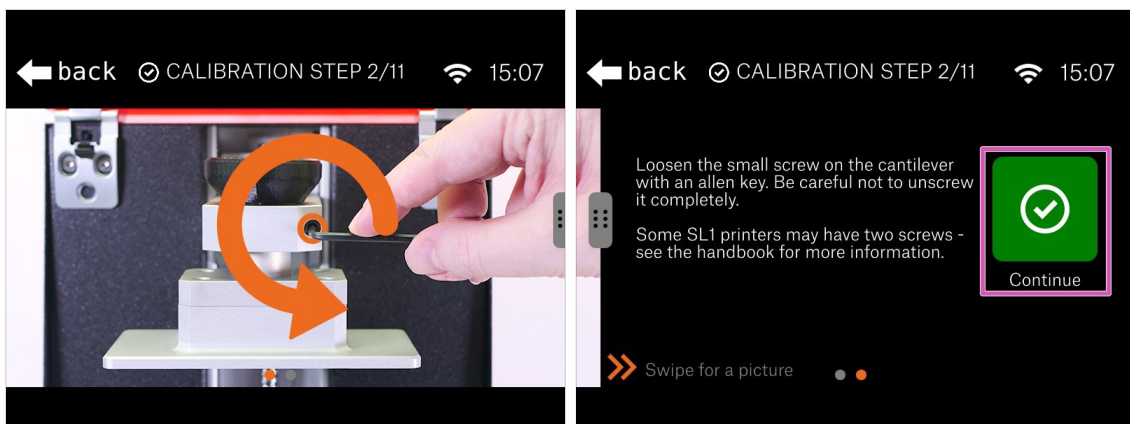 back CALIBRATION STEP 2/11 15:07
back CALIBRATION STEP 2/11 15:07
Loosen the small screw on the cantilever
with an allen key. Be careful not to unscrew
it completely.
Some SL1 printers may have two screws -
see the handbook for more information.
Continue
Swipe for a picture